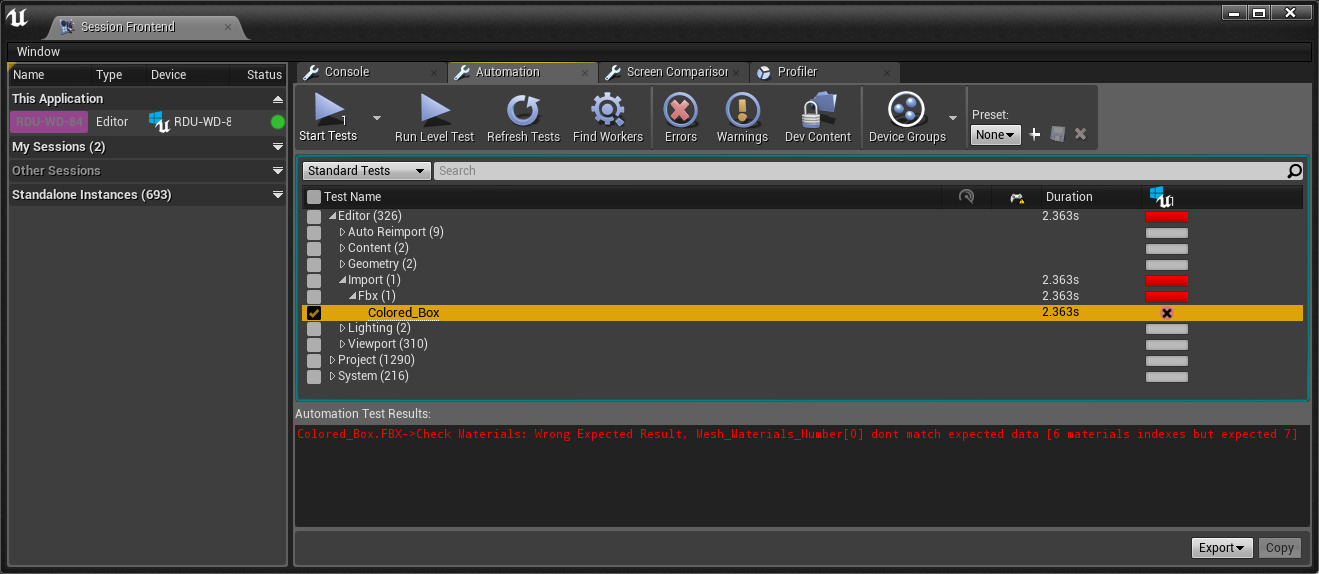 Session Frontend
Window
Name Type Device Status
This Application
RDU-WD-84 Editor RDU-WD-8
My Sessions (2)
Other Sessions
Standalone Instances (693)
Console Automation Screen Comparison Profiler
1
Start Tests Run Level Test Refresh Tests Find Workers Errors Warnings Dev Content Device Groups
Preset:
None
Standard Tests Search
Test Name Duration
Editor (326) 2.363s
Auto Reimport (9)
Content (2)
Geometry (2)
Import (1) 2.363s
Fbx (1) 2.363s
Colored_Box 2.363s
Lighting (2)
Viewport (310)
Project (1290)
System (216)
Automation Test Results:
Colored_Box.FBX->Check Materials: Wrong Expected Result, Mesh_Materials_Number[0] dont match expected data [6 materials indexes but expected 7]
Export Copy